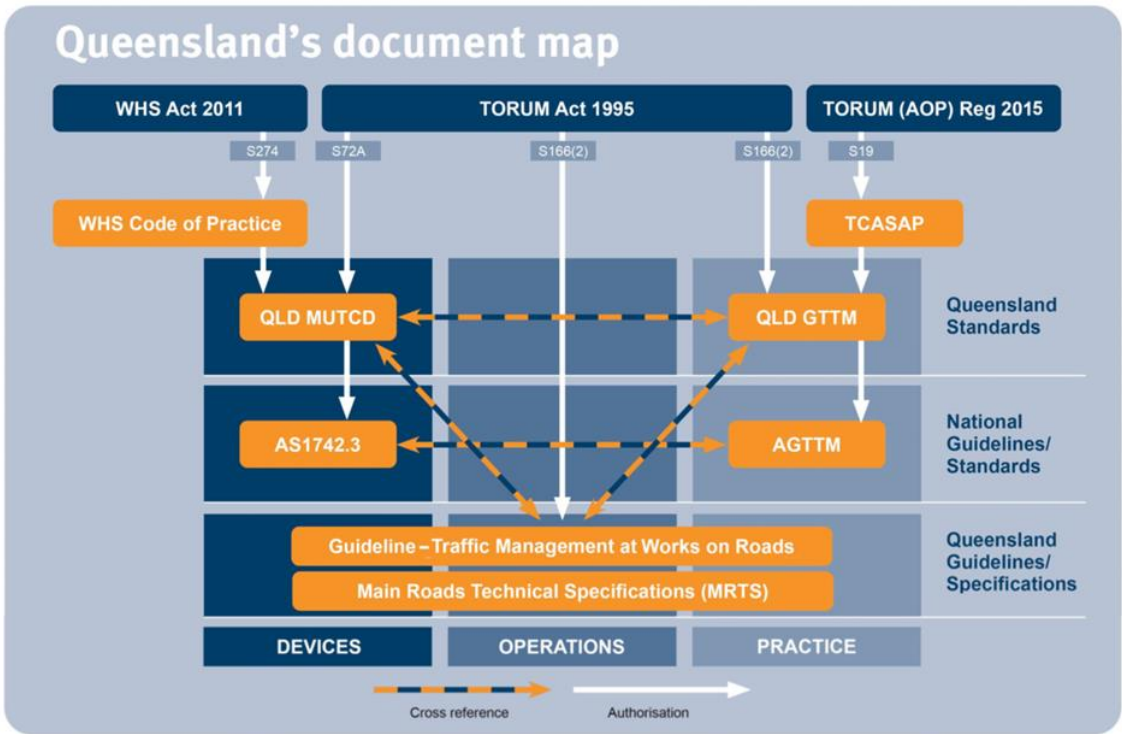 Queensland's document map
WHS Act 2011
TORUM Act 1995
TORUM (AOP) Reg 2015
S274
S72A
S166(2)
S166(2)
S19
WHS Code of Practice
TCASAP
QLD MUTCD
QLD GTTM
Queensland
Standards
AS1742.3
AGTTM
National
Guidelines/
Standards
Guideline – Traffic Management at Works on Roads
Main Roads Technical Specifications (MRTS)
Queensland
Guidelines/
Specifications
DEVICES
OPERATIONS
PRACTICE
Cross reference
Authorisation